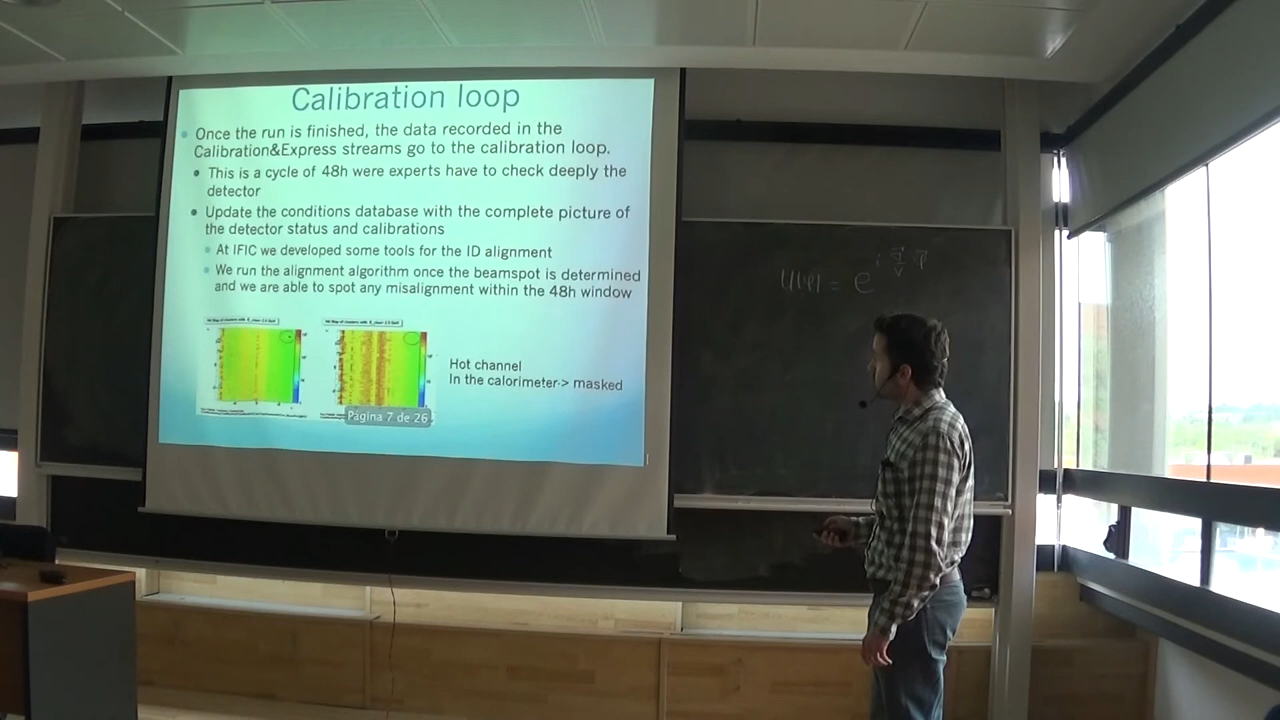 Calibration loop
Once the run is finished, the data recorded in the
Calibration&Express streams go to the calibration loop.
This is a cycle of 48h were experts have to check deeply the
detector
Update the conditions database with the complete picture of
the detector status and calibrations
At IFIC we developed some tools for the ID alignment
We run the alignment algorithm once the beamspot is determined
and we are able to spot any misalignment within the 48h window
Hot channel
In the calorimeter-> masked
Página 7 de 26